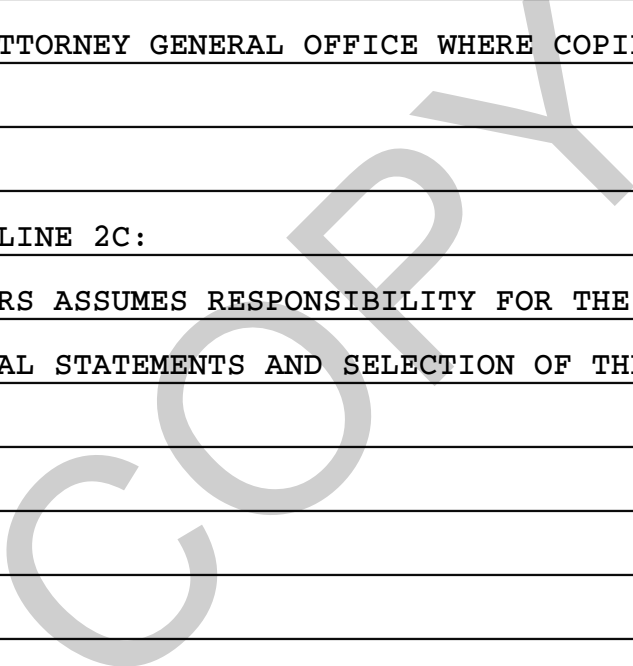 TTORNEY GENERAL OFFICE WHERE COPI
LINE 2C:
RS ASSUMES RESPONSIBILITY FOR THE
AL STATEMENTS AND SELECTION OF TH
COPY